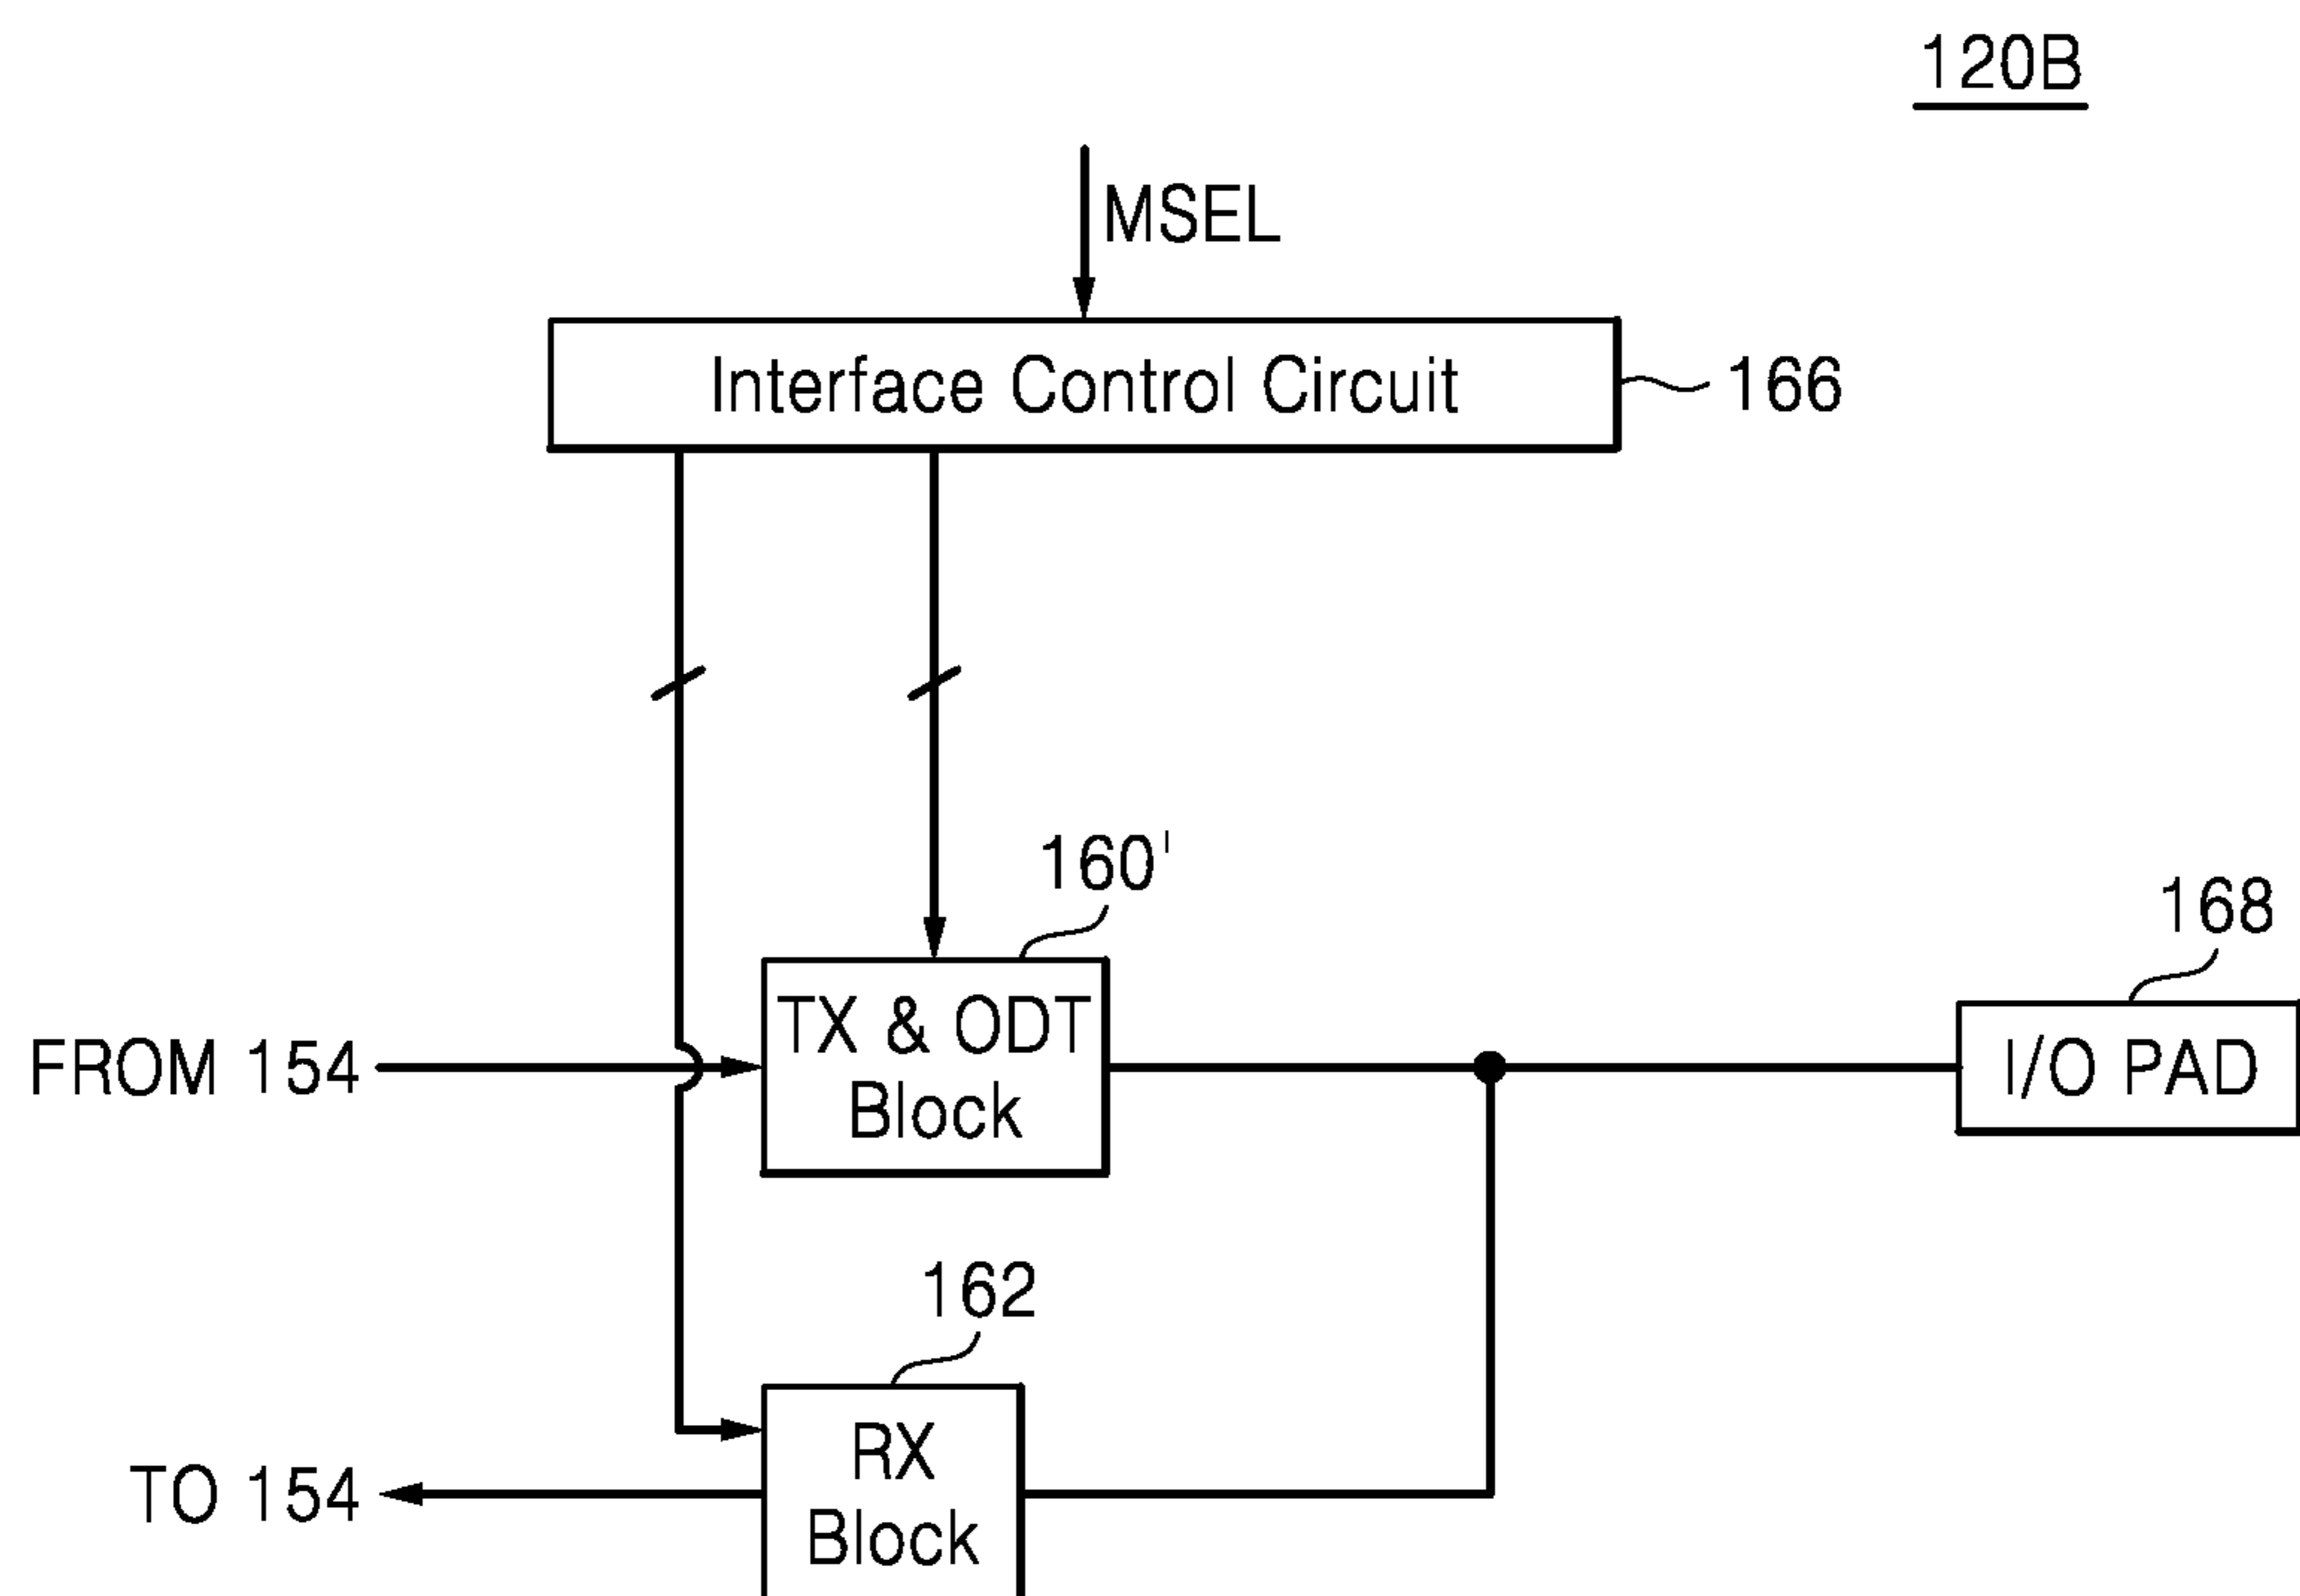 120B
MSEL
Interface Control Circuit
166
160'
168
FROM 154
TX & ODT
Block
I/O PAD
162
RX
Block
TO 154